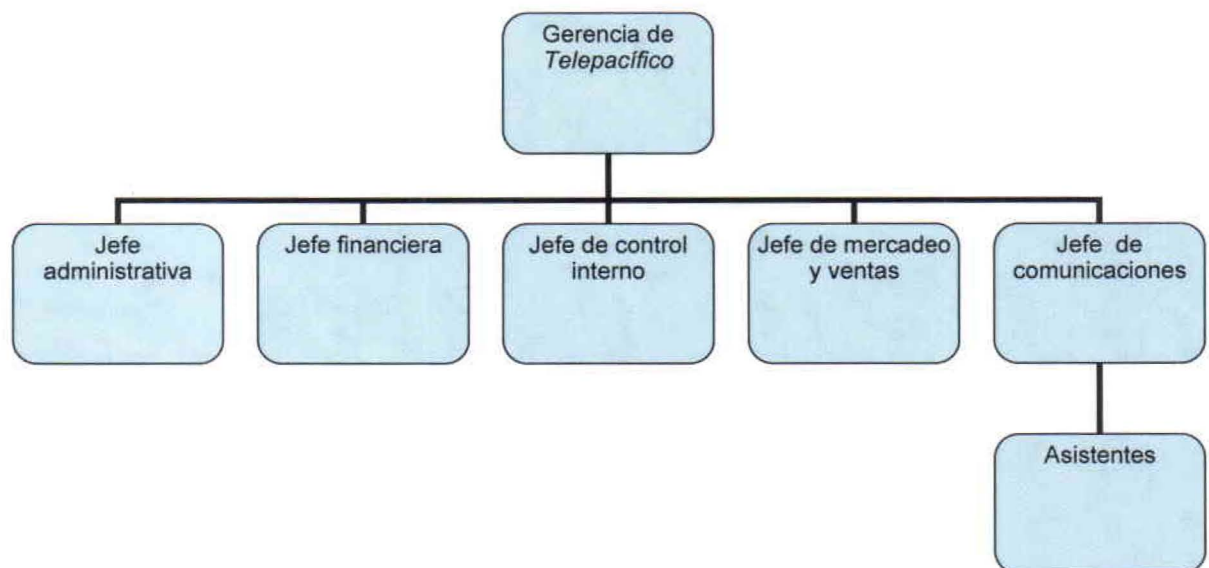 Gerencia de
Telepacífico
Jefe
administrativa
Jefe financiera
Jefe de control
interno
Jefe de mercadeo
y ventas
Jefe de
comunicaciones
Asistentes